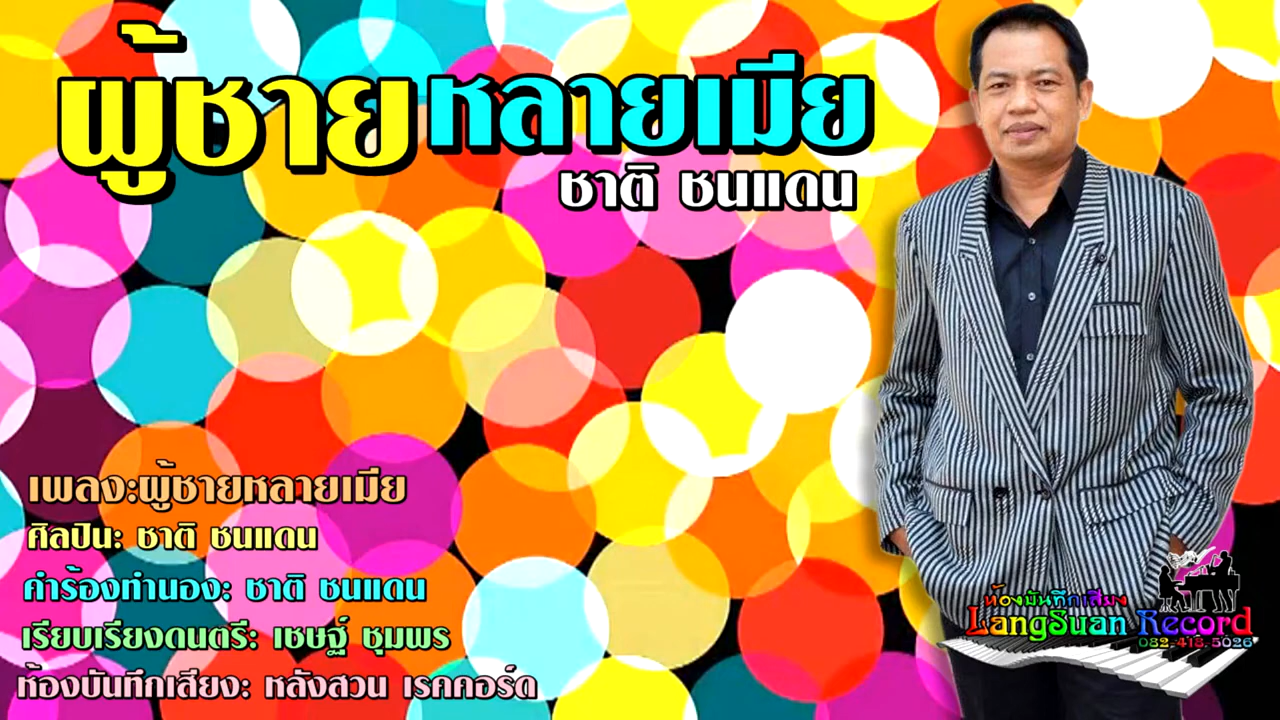 ผู้ชายหลายเมีย
ชาติ ชนแดน
เพลง:ผู้ชายหลายเมีย
ศิลปิน: ชาติ ชนแดน
คำร้องทำนอง: ชาติ ชนแดน
เรียบเรียงดนตรี: เชษฐ์ ชุมพร
ห้องบันทึกเสียง: หลังสวน เรคคอร์ด
ห้องบันทึกเสียง
LangSuan Record
082-418-5026